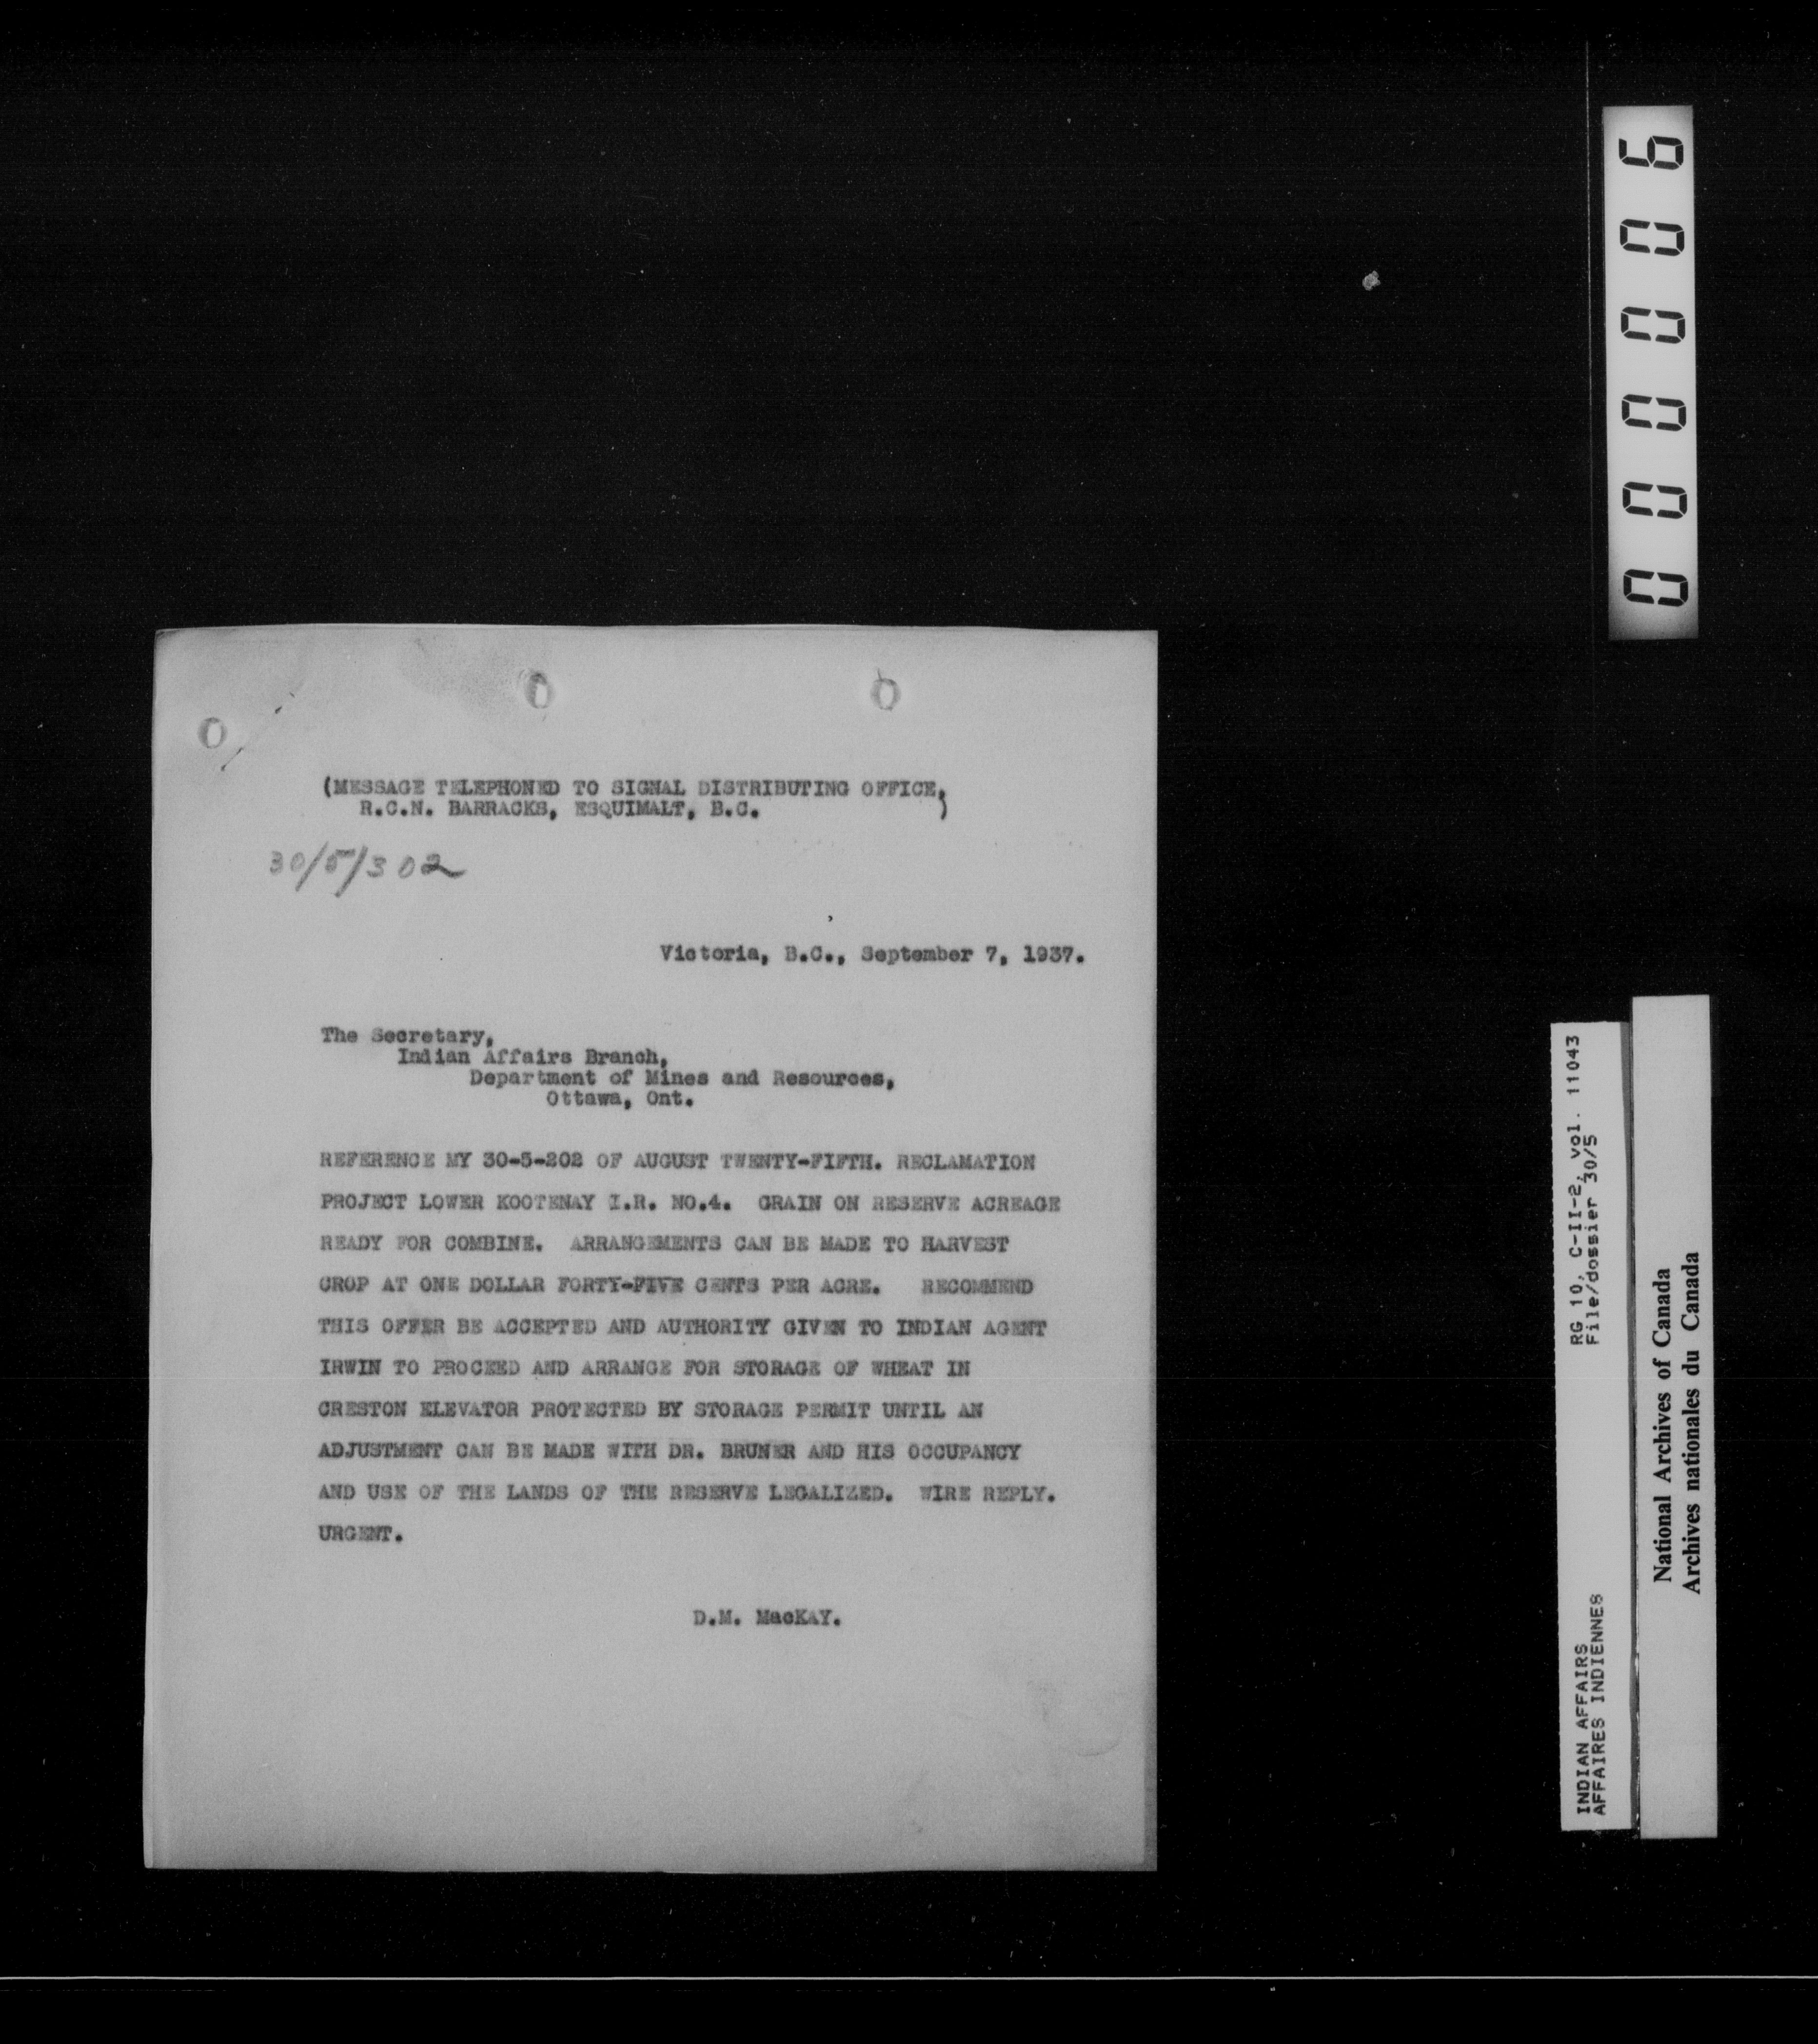 (MESSAGE TELEPHONED TO SIGNAL DISTRIBUTING OFFICE,
R.C.N. BARRACKS, ESQUIMALT, B.C. )
30/5/302
Victoria, B.C., September 7, 1937.
The Secretary,
Indian Affairs Branch,
Department of Mines and Resources,
Ottawa, Ont.
REFERENCE MY 30-5-202 OF AUGUST TWENTY-FIFTH. RECLAMATION
PROJECT LOWER KOOTENAY I.R. NO.4. GRAIN ON RESERVE ACREAGE
READY FOR COMBINE. ARRANGEMENTS CAN BE MADE TO HARVEST
CROP AT ONE DOLLAR FORTY-FIVE CENTS PER ACRE. RECOMMEND
THIS OFFER BE ACCEPTED AND AUTHORITY GIVEN TO INDIAN AGENT
IRWIN TO PROCEED AND ARRANGE FOR STORAGE OF WHEAT IN
CRESTON ELEVATOR PROTECTED BY STORAGE PERMIT UNTIL AN
ADJUSTMENT CAN BE MADE WITH DR. BRUNER AND HIS OCCUPANCY
AND USE OF THE LANDS OF THE RESERVE LEGALIZED. WIRE REPLY.
URGENT.
D.M. MacKAY.
000006
RG 10, C-II-2, vol. 11043
File/dossier 30/5
INDIAN AFFAIRS
AFFAIRES INDIENNES
National Archives of Canada
Archives nationales du Canada